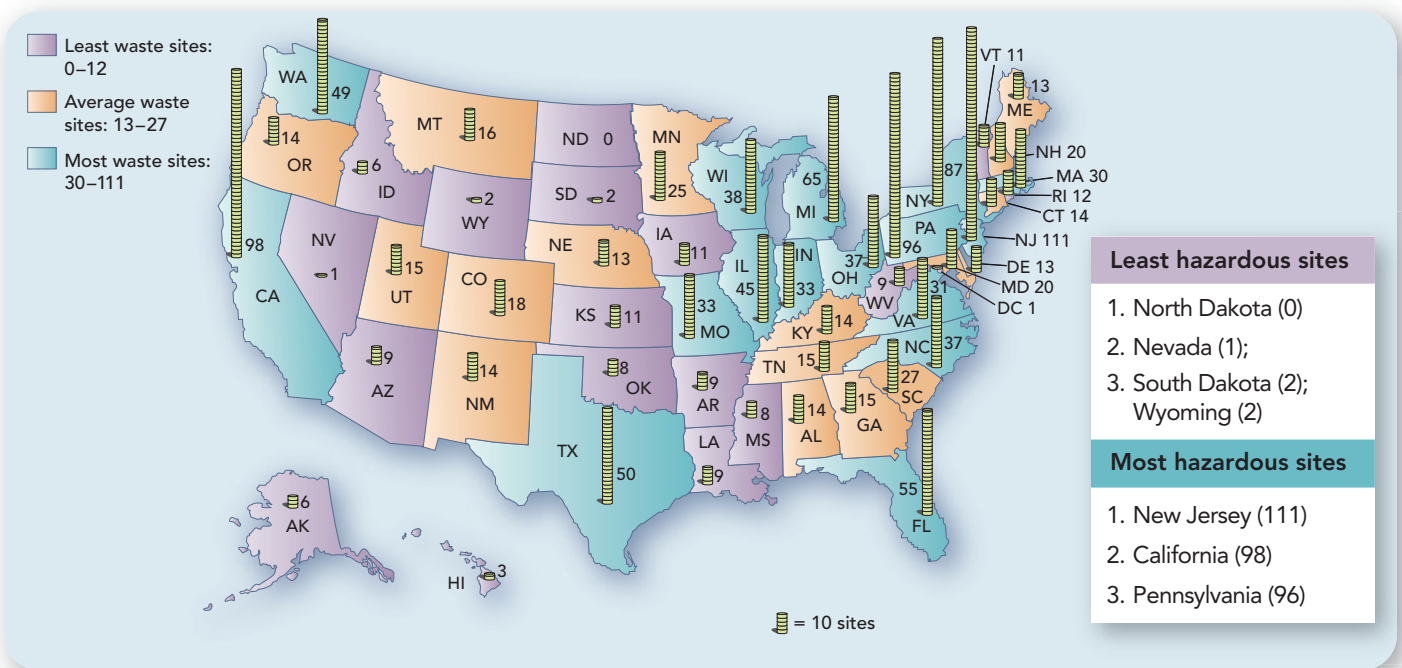 Least waste sites:
0–12
Average waste
sites: 13–27
Most waste sites:
30–111
WA
49
14
OR
6
ID
MT
16
2
WY
ND 0
SD 2
MN
25
WI
38
65
MI
98
CA
NV
1
15
UT
CO
18
NE
13
IA
11
KS
11
33
MO
IL
45
IN
33
37
OH
9
AZ
14
NM
8
OK
9
AR
LA
9
8
MS
14
AL
15
GA
TN 15
KY
14
9
WV
VA
31
NC
37
27
SC
55
FL
TX
50
PA
96
NY
87
VT 11
13
ME
NH 20
MA 30
RI 12
CT 14
NJ 111
DE 13
MD 20
DC 1
6
AK
HI
3
= 10 sites
Least hazardous sites
1. North Dakota (0)
2. Nevada (1);
3. South Dakota (2);
Wyoming (2)
Most hazardous sites
1. New Jersey (111)
2. California (98)
3. Pennsylvania (96)